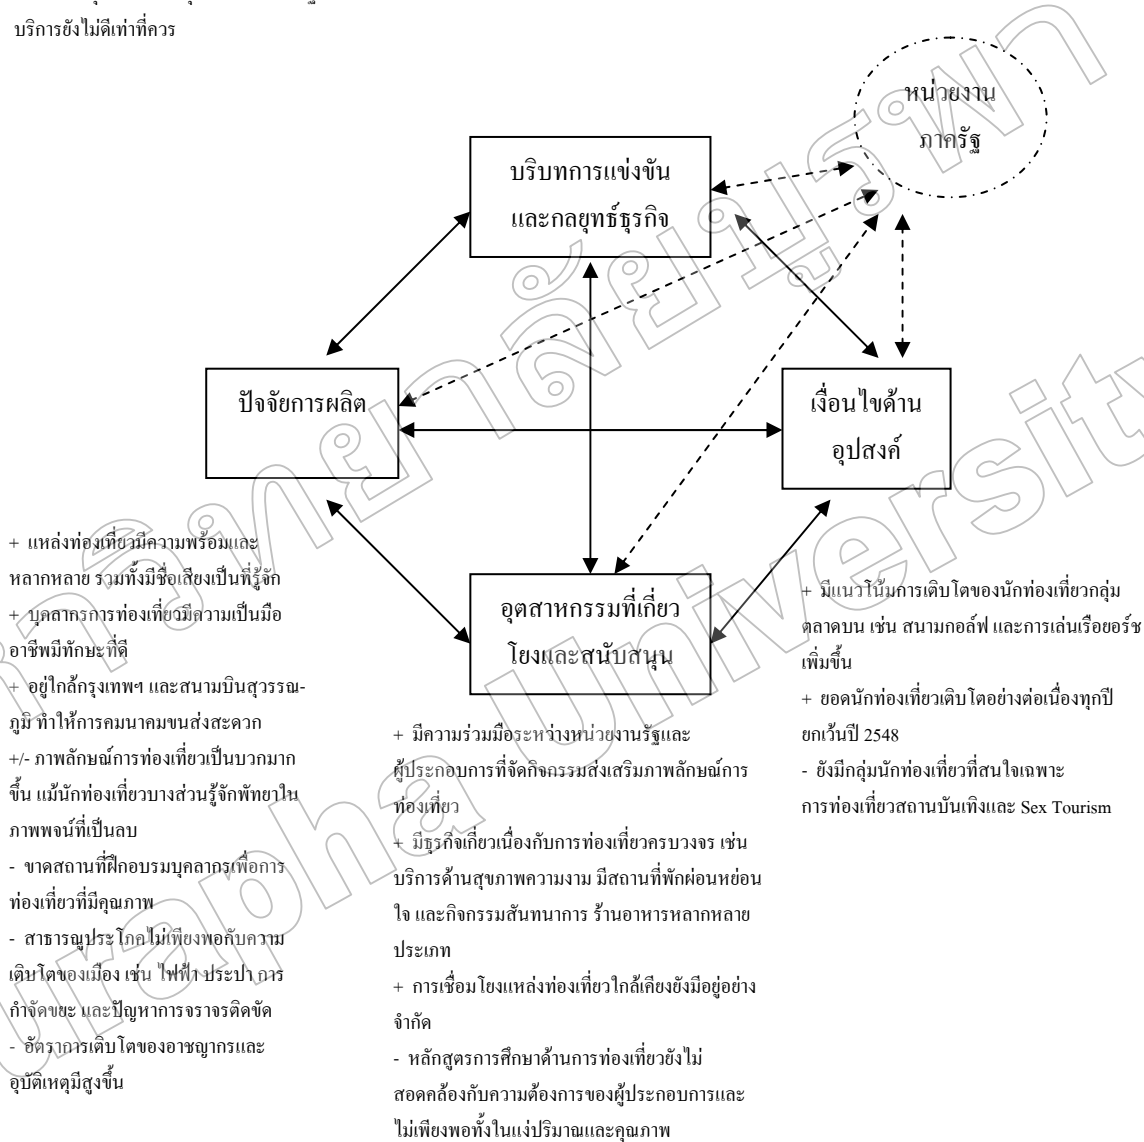 บริการยังไม่ดีเท่าที่ควร
หน่วยงาน
ภาครัฐ
บริบทการแข่งขัน
และกลยุทธ์ธุรกิจ
ปัจจัยการผลิต
เงื่อนไขด้าน
อุปสงค์
อุตสาหกรรมที่เกี่ยว
โยงและสนับสนุน
+ แหล่งท่องเที่ยวมีความพร้อมและ
หลากหลาย รวมทั้งมีชื่อเสียงเป็นที่รู้จัก
+ บุคลากรการท่องเที่ยวมีความเป็นมือ
อาชีพมีทักษะที่ดี
+ อยู่ใกล้กรุงเทพฯ และสนามบินสุวรรณ-
ภูมิ ทำให้การคมนาคมขนส่งสะดวก
+/- ภาพลักษณ์การท่องเที่ยวเป็นบวกมาก
ขึ้น แม้นักท่องเที่ยวบางส่วนรู้จักพัทยาใน
ภาพพจน์ที่เป็นลบ
- ขาดสถานที่ฝึกอบรมบุคลากรเพื่อการ
ท่องเที่ยวที่มีคุณภาพ
- สาธารณูประโภคไม่เพียงพอกับความ
เติบโตของเมือง เช่น ไฟฟ้า ประปา การ
กำจัดขยะ และปัญหาการจราจรติดขัด
- อัตราการเติบโตของอาชญากรและ
อุบัติเหตุมีสูงขึ้น
+ มีความร่วมมือระหว่างหน่วยงานรัฐและ
ผู้ประกอบการที่จัดกิจกรรมส่งเสริมภาพลักษณ์การ
ท่องเที่ยว
+ มีธุรกิจเกี่ยวเนื่องกับการท่องเที่ยวครบวงจร เช่น
บริการด้านสุขภาพความงาม มีสถานที่พักผ่อนหย่อน
ใจ และกิจกรรมสันทนาการ ร้านอาหารหลากหลาย
ประเภท
+ การเชื่อมโยงแหล่งท่องเที่ยวใกล้เคียงยังมีอยู่อย่าง
จำกัด
- หลักสูตรการศึกษาด้านการท่องเที่ยวยังไม่
สอดคล้องกับความต้องการของผู้ประกอบการและ
ไม่เพียงพอทั้งในแง่ปริมาณและคุณภาพ
+ มีแนวโน้มการเติบโตของนักท่องเที่ยวกลุ่ม
ตลาดบน เช่น สนามกอล์ฟ และการเล่นเรือยอร์ช
เพิ่มขึ้น
+ ยอดนักท่องเที่ยวเติบโตอย่างต่อเนื่องทุกปี
ยกเว้นปี 2548
- ยังมีกลุ่มนักท่องเที่ยวที่สนใจเฉพาะ
การท่องเที่ยวสถานบันเทิงและ Sex Tourism